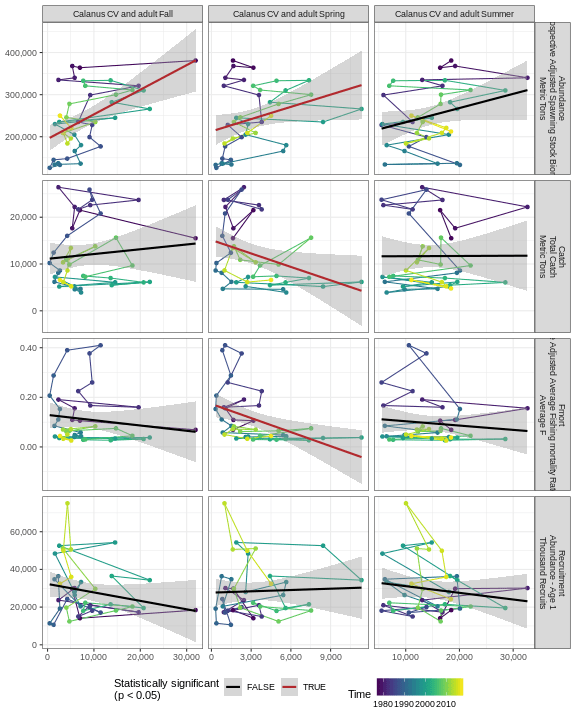 Calanus CV and adult Fall
Calanus CV and adult Spring
Calanus CV and adult Summer
400,000
300,000
200,000
Abundance
Adjusted Spawning Stock
Metric Tons
20,000
10,000
0
Catch
Total Catch
Metric Tons
0.40
0.20
0.00
Fmort
Adjusted Average Fishing mortality
Average F
60,000
40,000
20,000
0
Recruitment
Abundance - Age 1
Thousand Recruits
0 10,000 20,000 30,000
0 3,000 6,000 9,000
10,000 20,000 30,000
Statistically significant
(p < 0.05)
FALSE
TRUE
Time
1980 1990 2000 2010